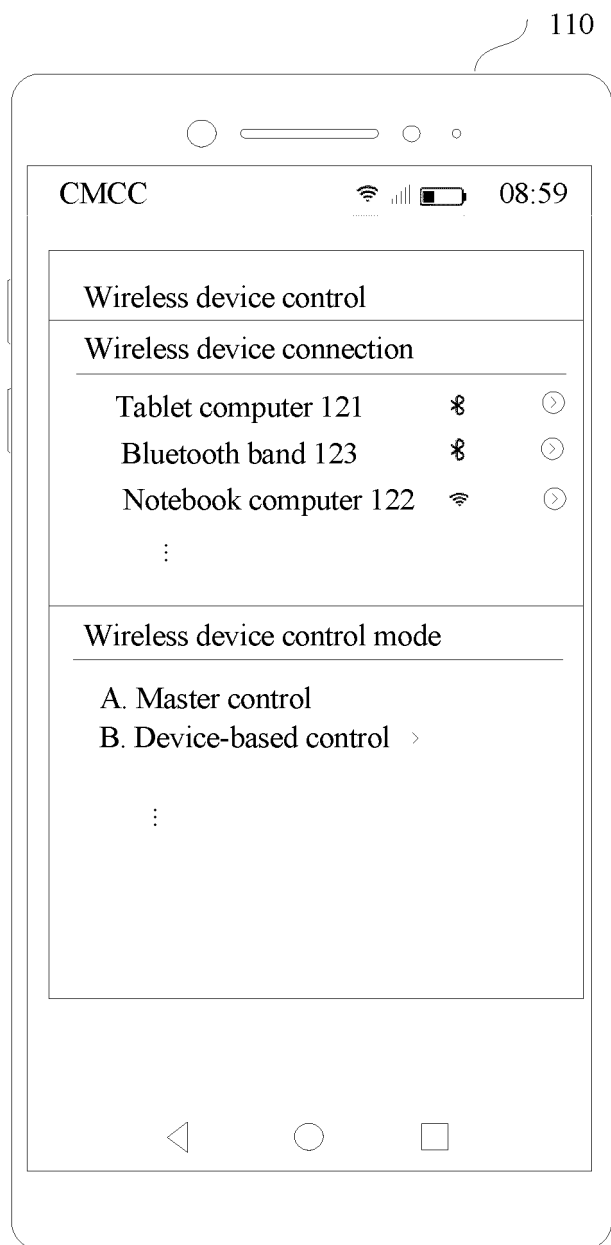 110
CMCC 08:59
Wireless device control
Wireless device connection
Tablet computer 121
Bluetooth band 123
Notebook computer 122
⋮
Wireless device control mode
A. Master control
B. Device-based control >
⋮